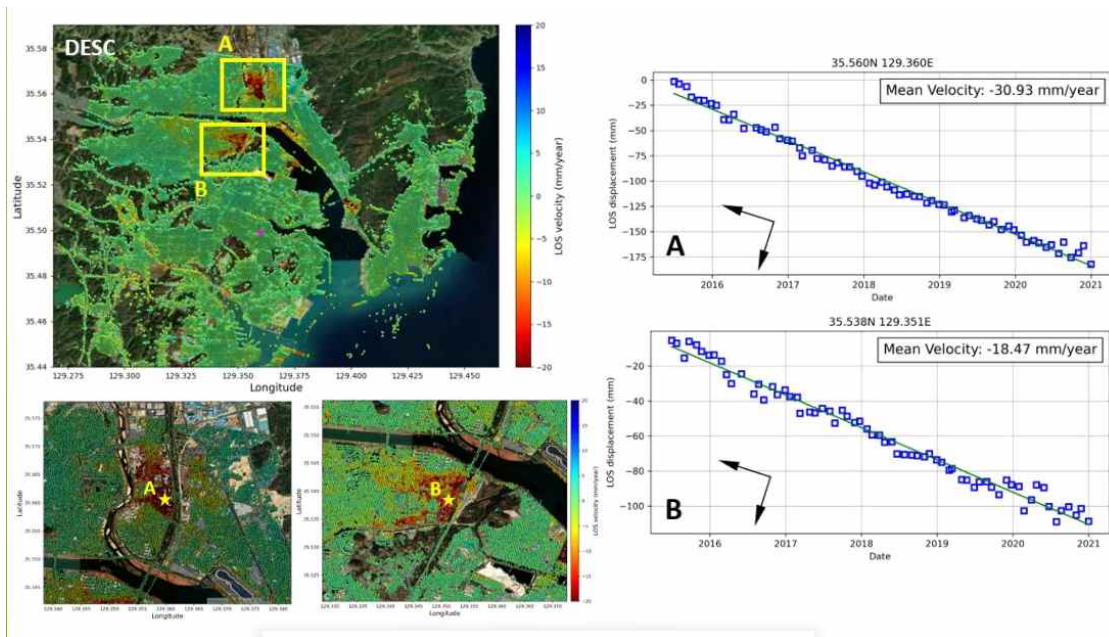 DESC
A
B
35.58
35.56
35.54
35.52
35.50
35.48
35.46
35.44
Latitude
129.275 129.300 129.325 129.350 129.375 129.400 129.425 129.450
Longitude
20
15
10
5
0
−5
−10
−15
−20
LOS velocity (mm/year)
35.560N 129.360E
Mean Velocity: -30.93 mm/year
0
−25
−50
−75
−100
−125
−150
−175
LOS displacement (mm)
A
2016 2017 2018 2019 2020 2021
Date
35.538N 129.351E
Mean Velocity: -18.47 mm/year
−20
−40
−60
−80
−100
LOS displacement (mm)
B
2016 2017 2018 2019 2020 2021
Date
A
Latitude
Longitude
B
Latitude
Longitude
LOS velocity (mm/year)